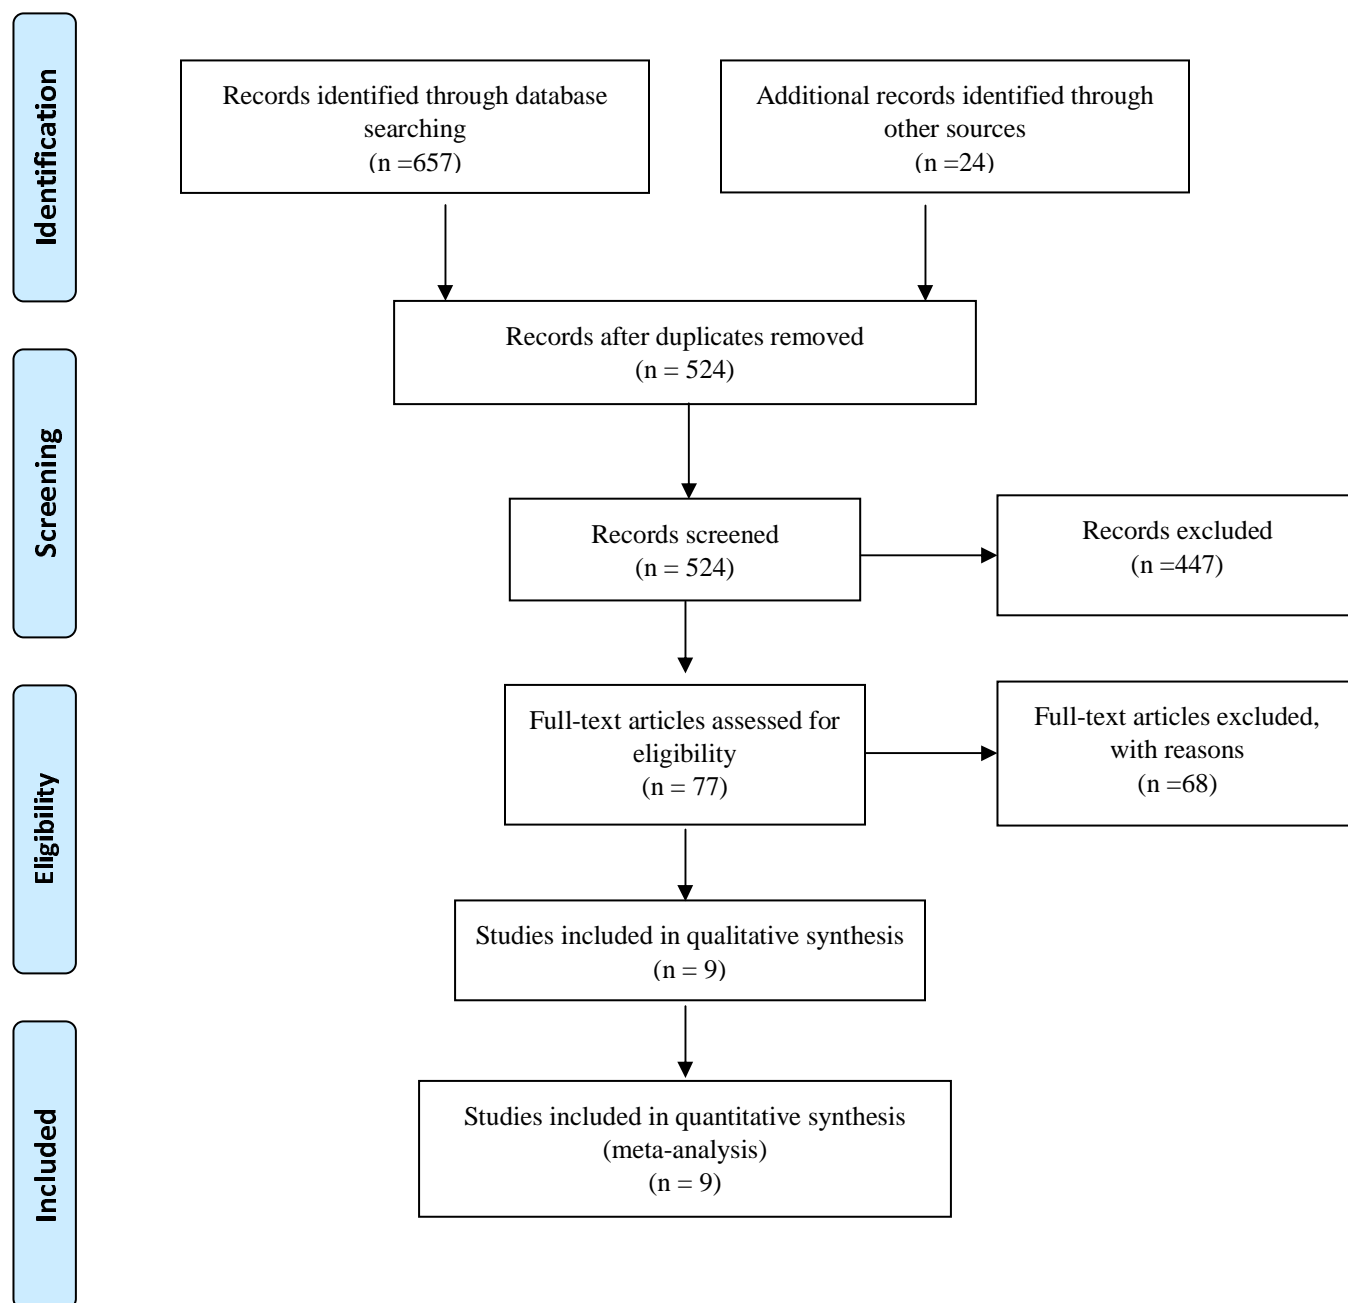 Identification
Records identified through database
searching
(n =657)
Additional records identified through
other sources
(n =24)
Records after duplicates removed
(n = 524)
Screening
Records screened
(n = 524)
Records excluded
(n =447)
Eligibility
Full-text articles assessed for
eligibility
(n = 77)
Full-text articles excluded,
with reasons
(n =68)
Studies included in qualitative synthesis
(n = 9)
Included
Studies included in quantitative synthesis
(meta-analysis)
(n = 9)